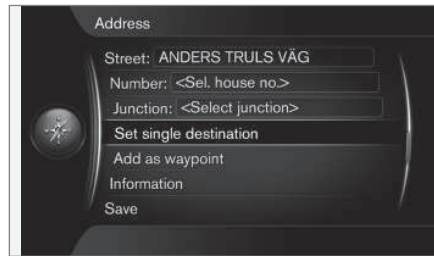 Address
Street: ANDERS TRULS VÄG
Number: <Sel. house no.>
Junction: <Select junction>
Set single destination
Add as waypoint
Information
Save